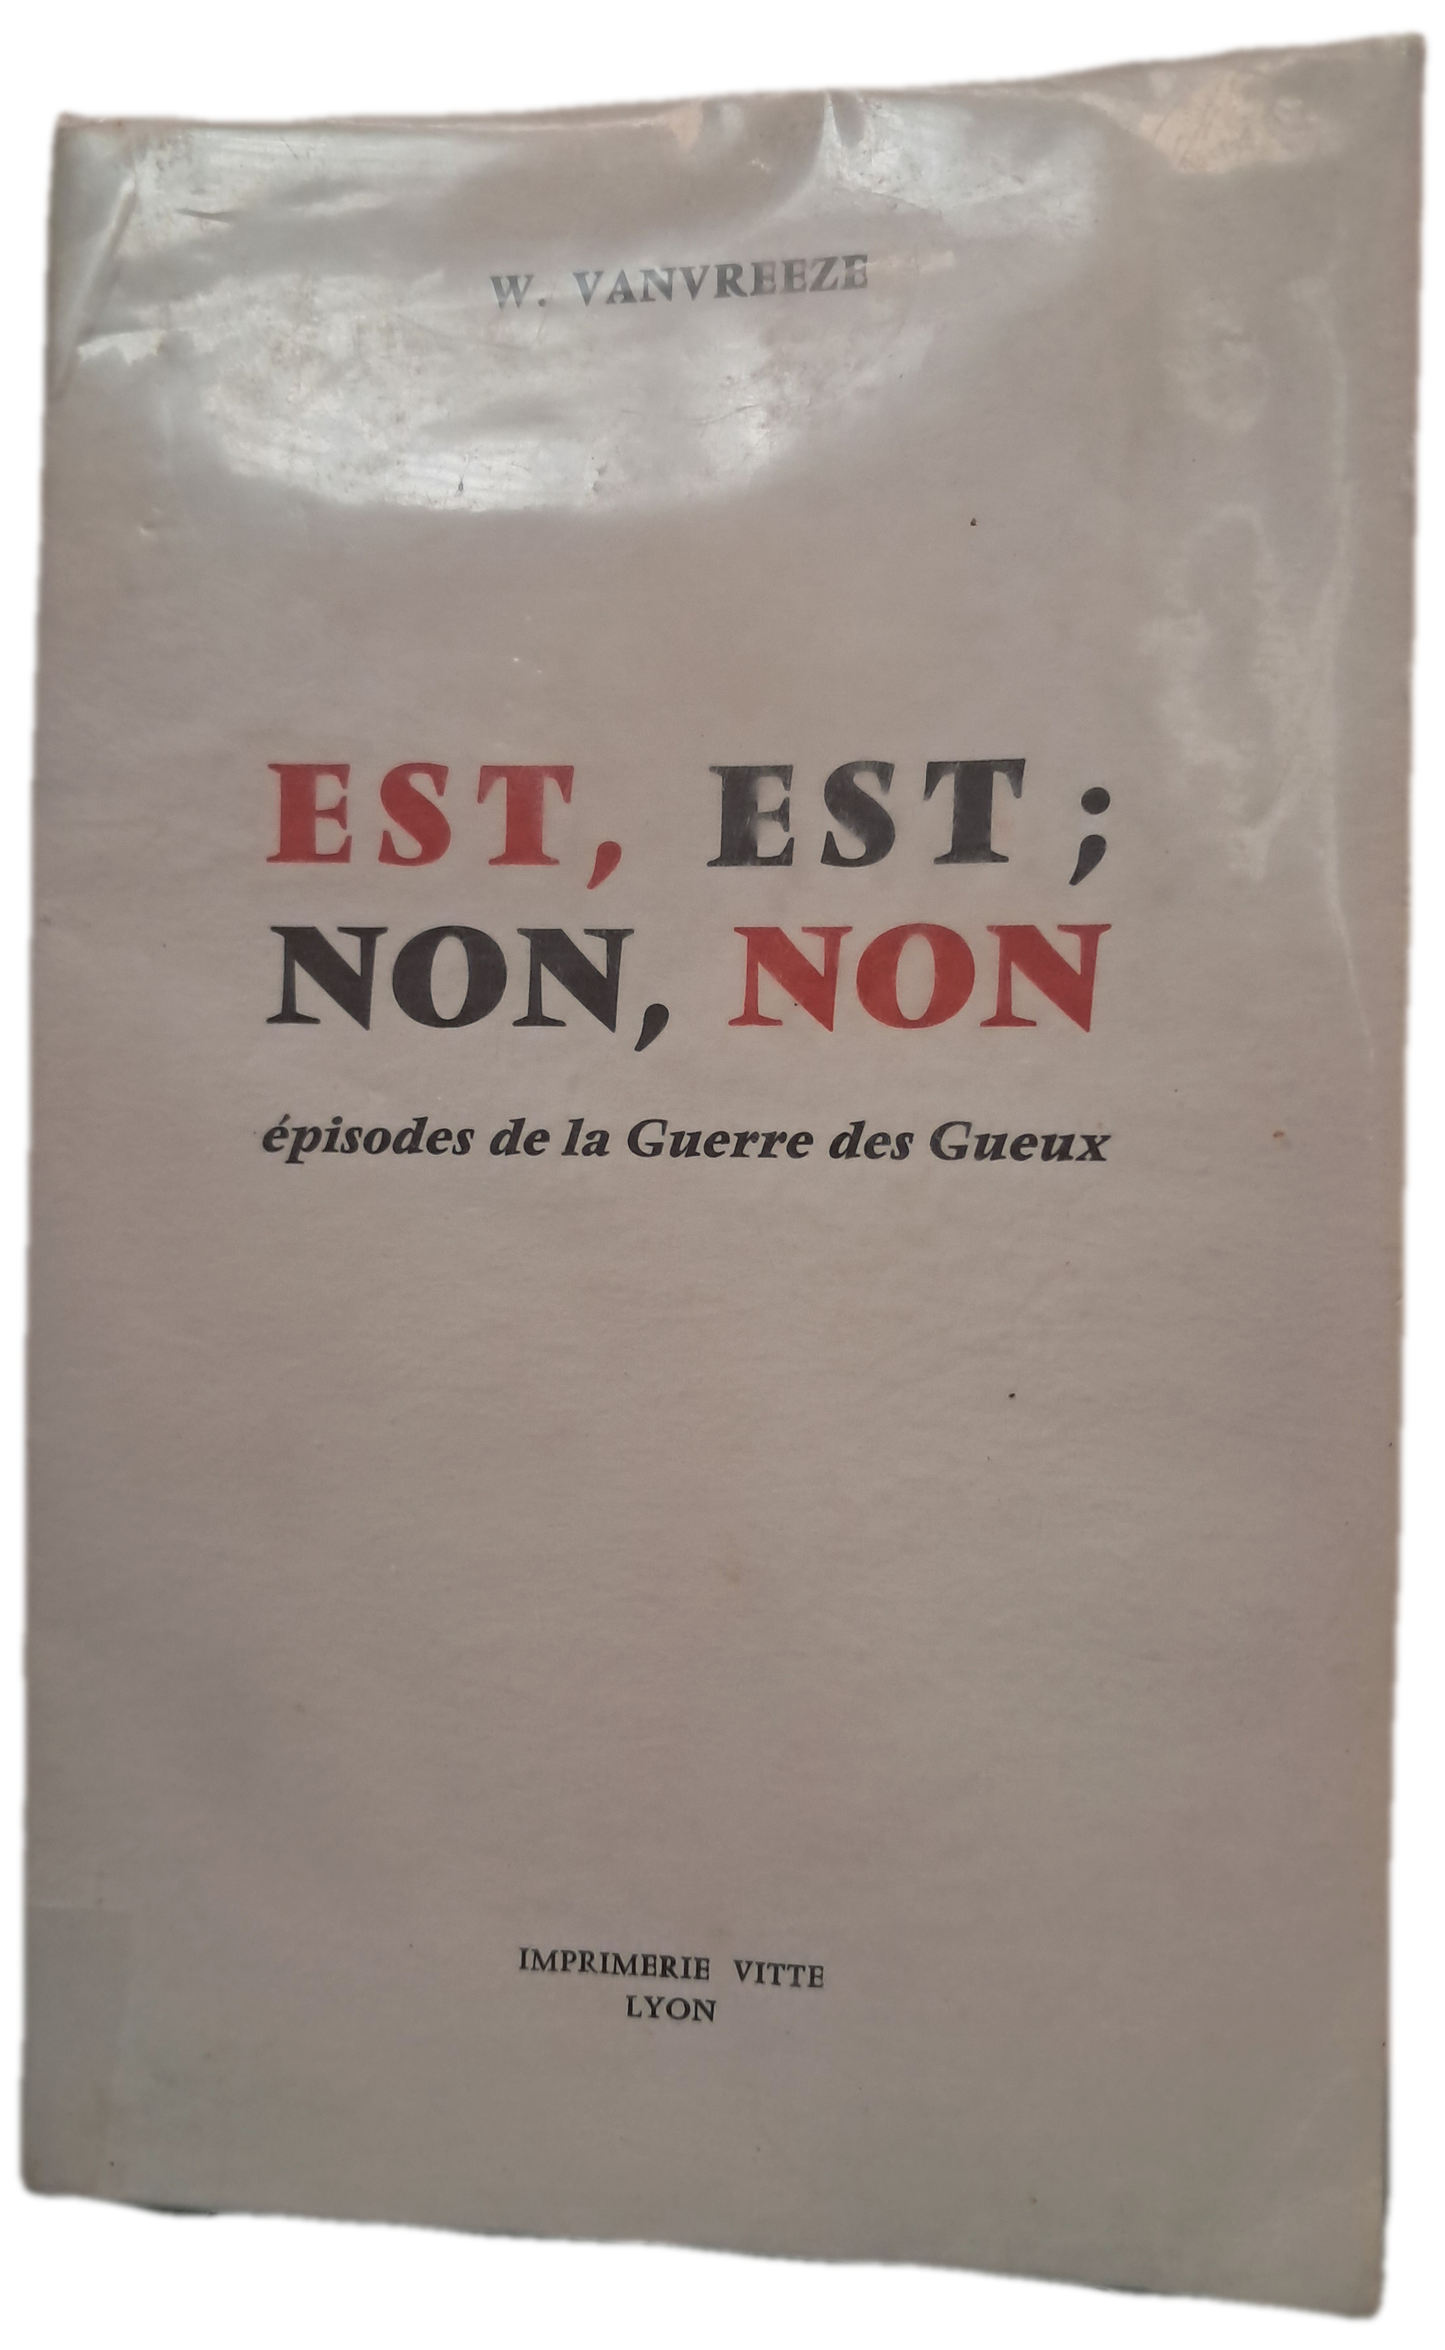 W. VANVREEZE
EST, EST ;
NON, NON
épisodes de la Guerre des Gueux
IMPRIMERIE VITTE
LYON